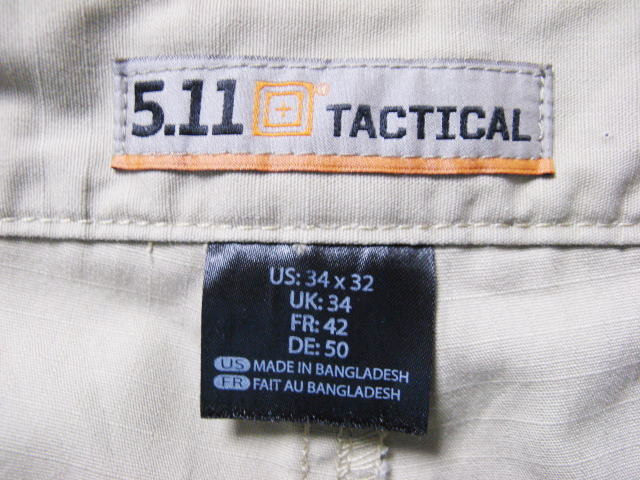 5.11 ® TACTICAL
US: 34 x 32
UK: 34
FR: 42
DE: 50
US MADE IN BANGLADESH
FR FAIT AU BANGLADESH